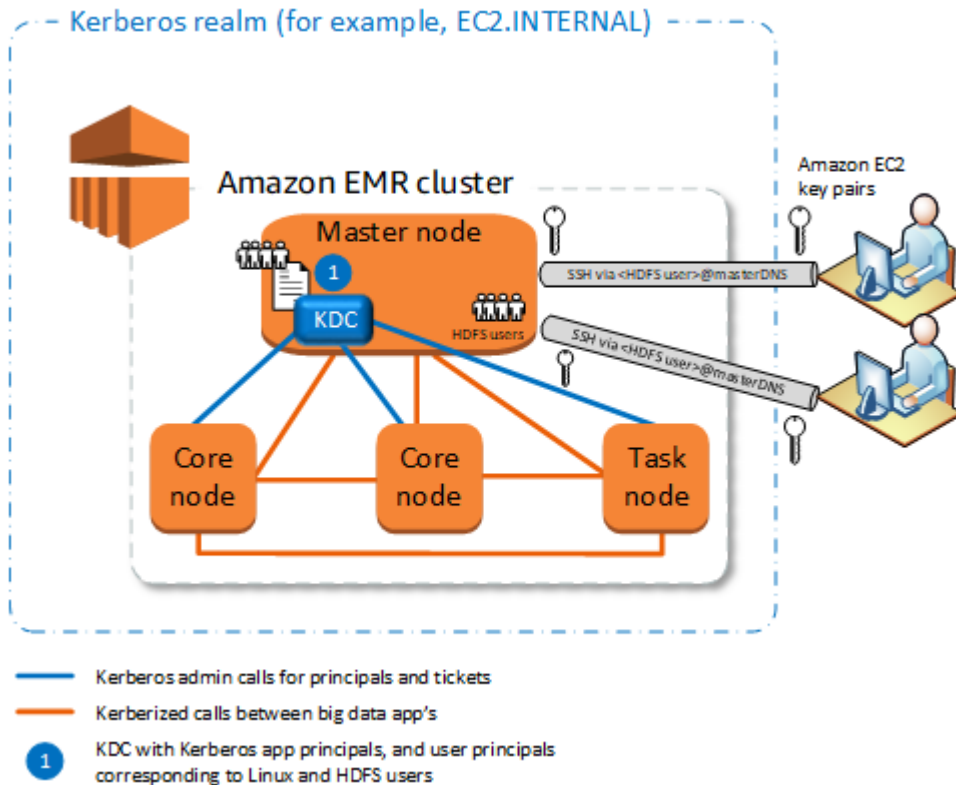 Kerberos realm (for example, EC2.INTERNAL)
Amazon EMR cluster
Amazon EC2
key pairs
Master node
1
KDC
HDFS users
SSH via <HDFS user>@masterDNS
SSH via <HDFS user>@masterDNS
Core
node
Core
node
Task
node
Kerberos admin calls for principals and tickets
Kerberized calls between big data app's
1
KDC with Kerberos app principals, and user principals
corresponding to Linux and HDFS users